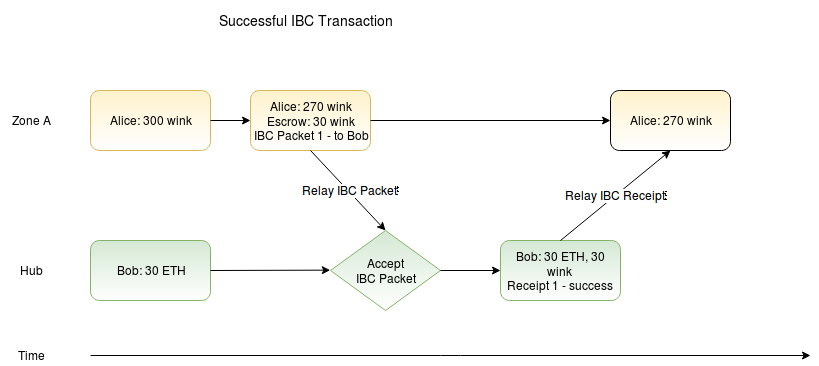 Successful IBC Transaction
Zone A
Alice: 300 wink
Alice: 270 wink
Escrow: 30 wink
IBC Packet 1 - to Bob
Alice: 270 wink
Relay IBC Packet:
Relay IBC Receipt:
Hub
Bob: 30 ETH
Accept
IBC Packet
Bob: 30 ETH, 30
wink
Receipt 1 - success
Time